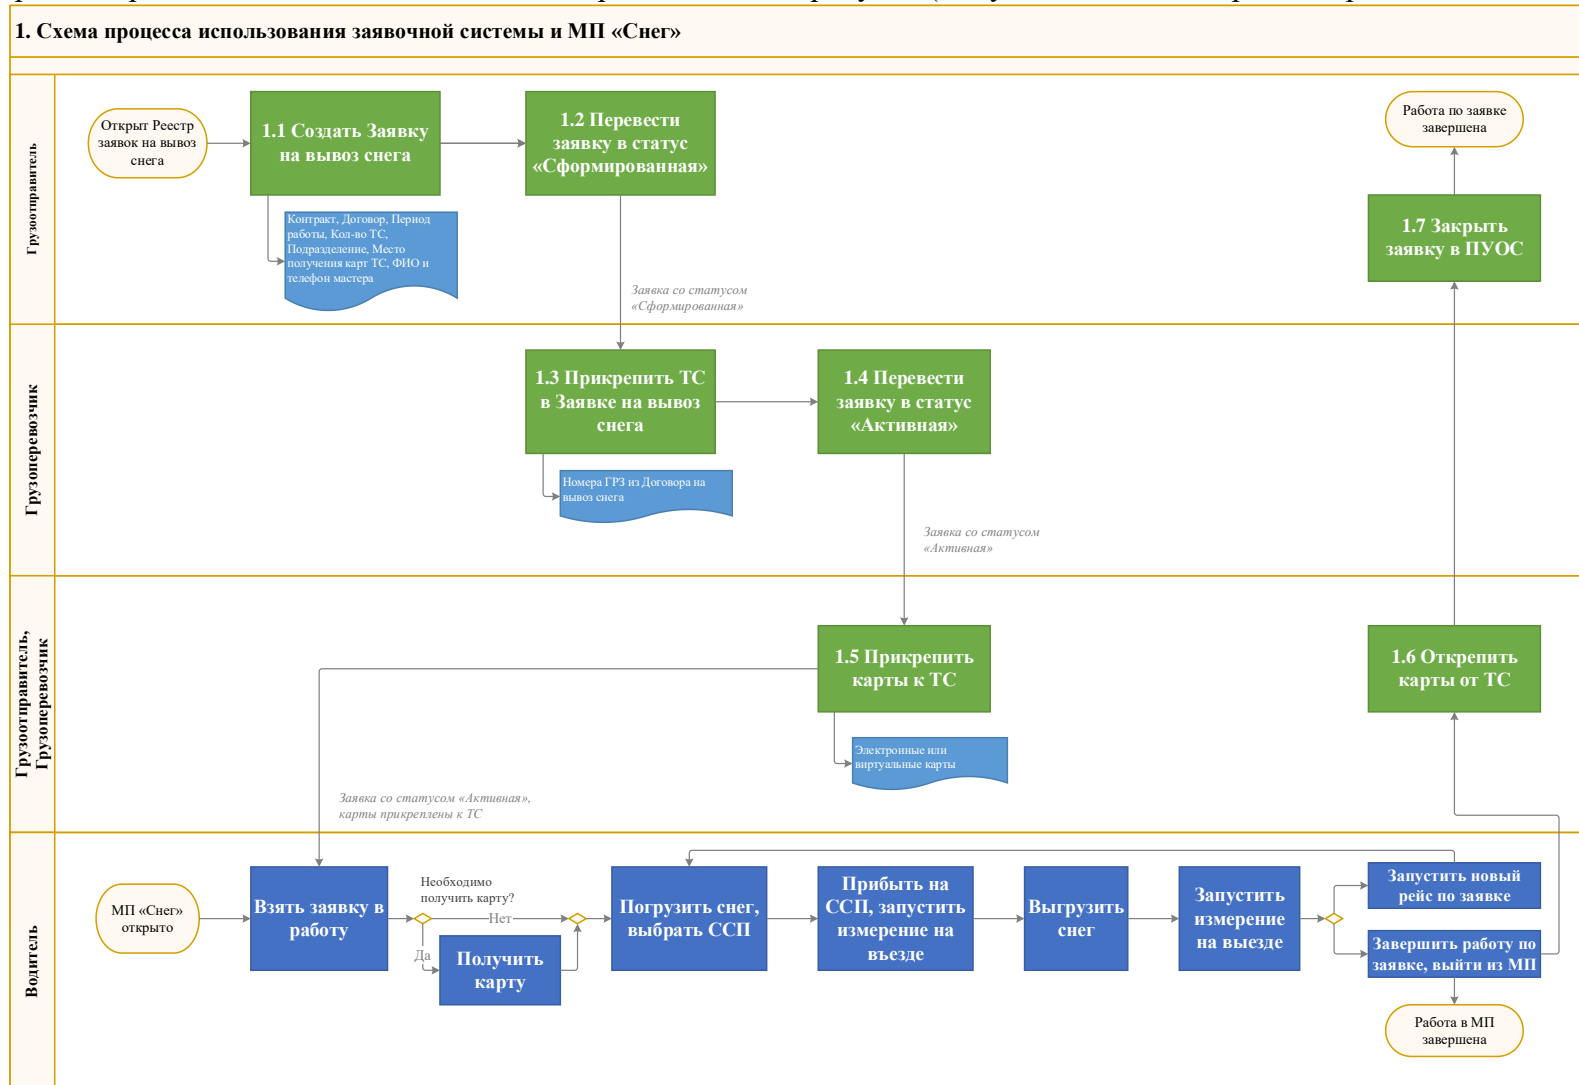 1. Схема процесса использования заявочной системы и МП «Снег»
Грузоотправитель
Открыт Реестр
заявок на вывоз
снега
1.1 Создать Заявку
на вывоз снега
1.2 Перевести
заявку в статус
«Сформированная»
Работа по заявке
завершена
Контракт, Договор, Период
работы, Кол-во ТС,
Подразделение, Место
получения карт ТС, ФИО и
телефон мастера
1.7 Закрыть
заявку в ПУОС
Заявка со статусом
«Сформированная»
Грузоперевозчик
1.3 Прикрепить ТС
в Заявке на вывоз
снега
1.4 Перевести
заявку в статус
«Активная»
Номера ГРЗ из Договора на
вывоз снега
Заявка со статусом
«Активная»
Грузоотправитель,
Грузоперевозчик
1.5 Прикрепить
карты к ТС
1.6 Открепить
карты от ТС
Электронные или
виртуальные карты
Заявка со статусом «Активная»,
карты прикреплены к ТС
Водитель
МП «Снег»
открыто
Взять заявку в
работу
Необходимо
получить карту?
Нет
Да
Получить
карту
Погрузить снег,
выбрать ССП
Прибыть на
ССП, запустить
измерение на
въезде
Выгрузить
снег
Запустить
измерение
на выезде
Запустить новый
рейс по заявке
Завершить работу по
заявке, выйти из МП
Работа в МП
завершена